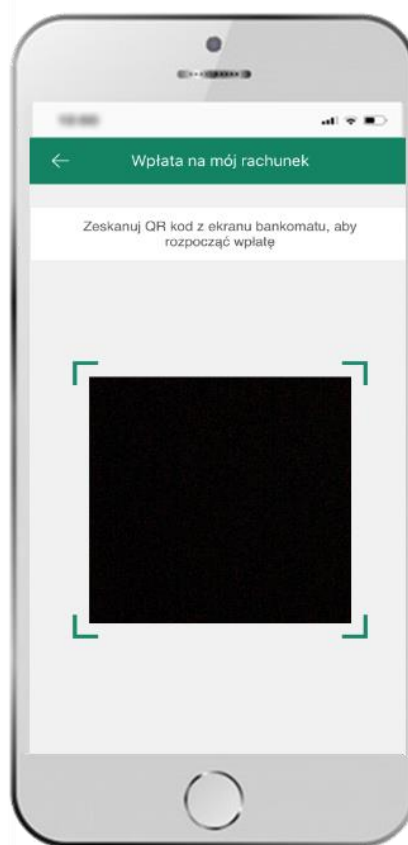 Wpłata na mój rachunek
Zeskanuj QR kod z ekranu bankomatu, aby
rozpocząć wpłatę